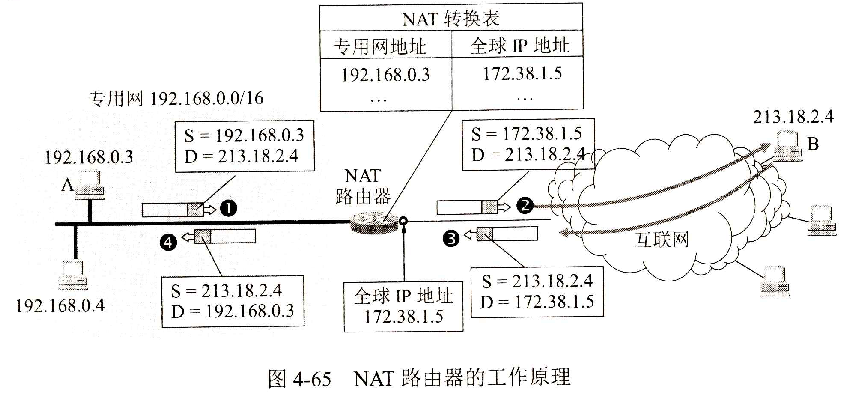 NAT 转换表
专用网地址
全球 IP 地址
192.168.0.3
172.38.1.5
…
…
专用网 192.168.0.0/16
S = 192.168.0.3
D = 213.18.2.4
S = 172.38.1.5
D = 213.18.2.4
213.18.2.4
B
192.168.0.3
A
NAT
路由器
❶
❷
❹
❸
互联网
192.168.0.4
S = 213.18.2.4
D = 192.168.0.3
全球 IP 地址
172.38.1.5
S = 213.18.2.4
D = 172.38.1.5
图 4-65 NAT 路由器的工作原理